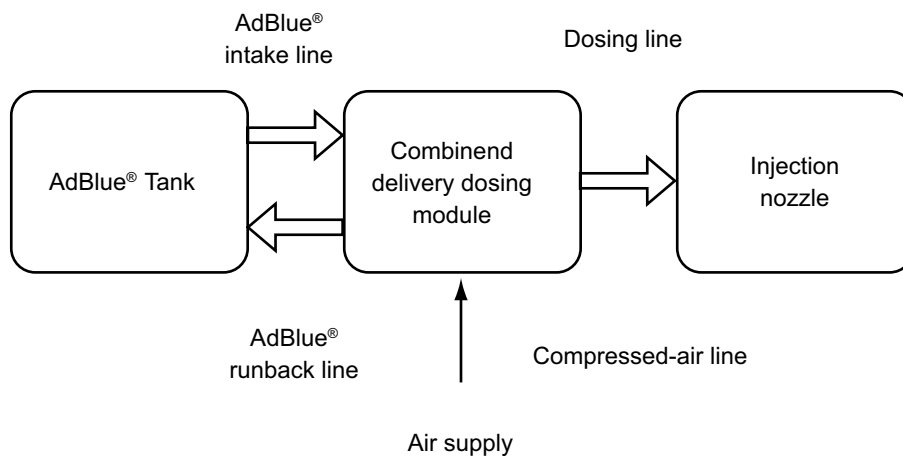 AdBlue®
intake line
Dosing line
AdBlue® Tank
Combinend
delivery dosing
module
Injection
nozzle
AdBlue®
runback line
Compressed-air line
Air supply